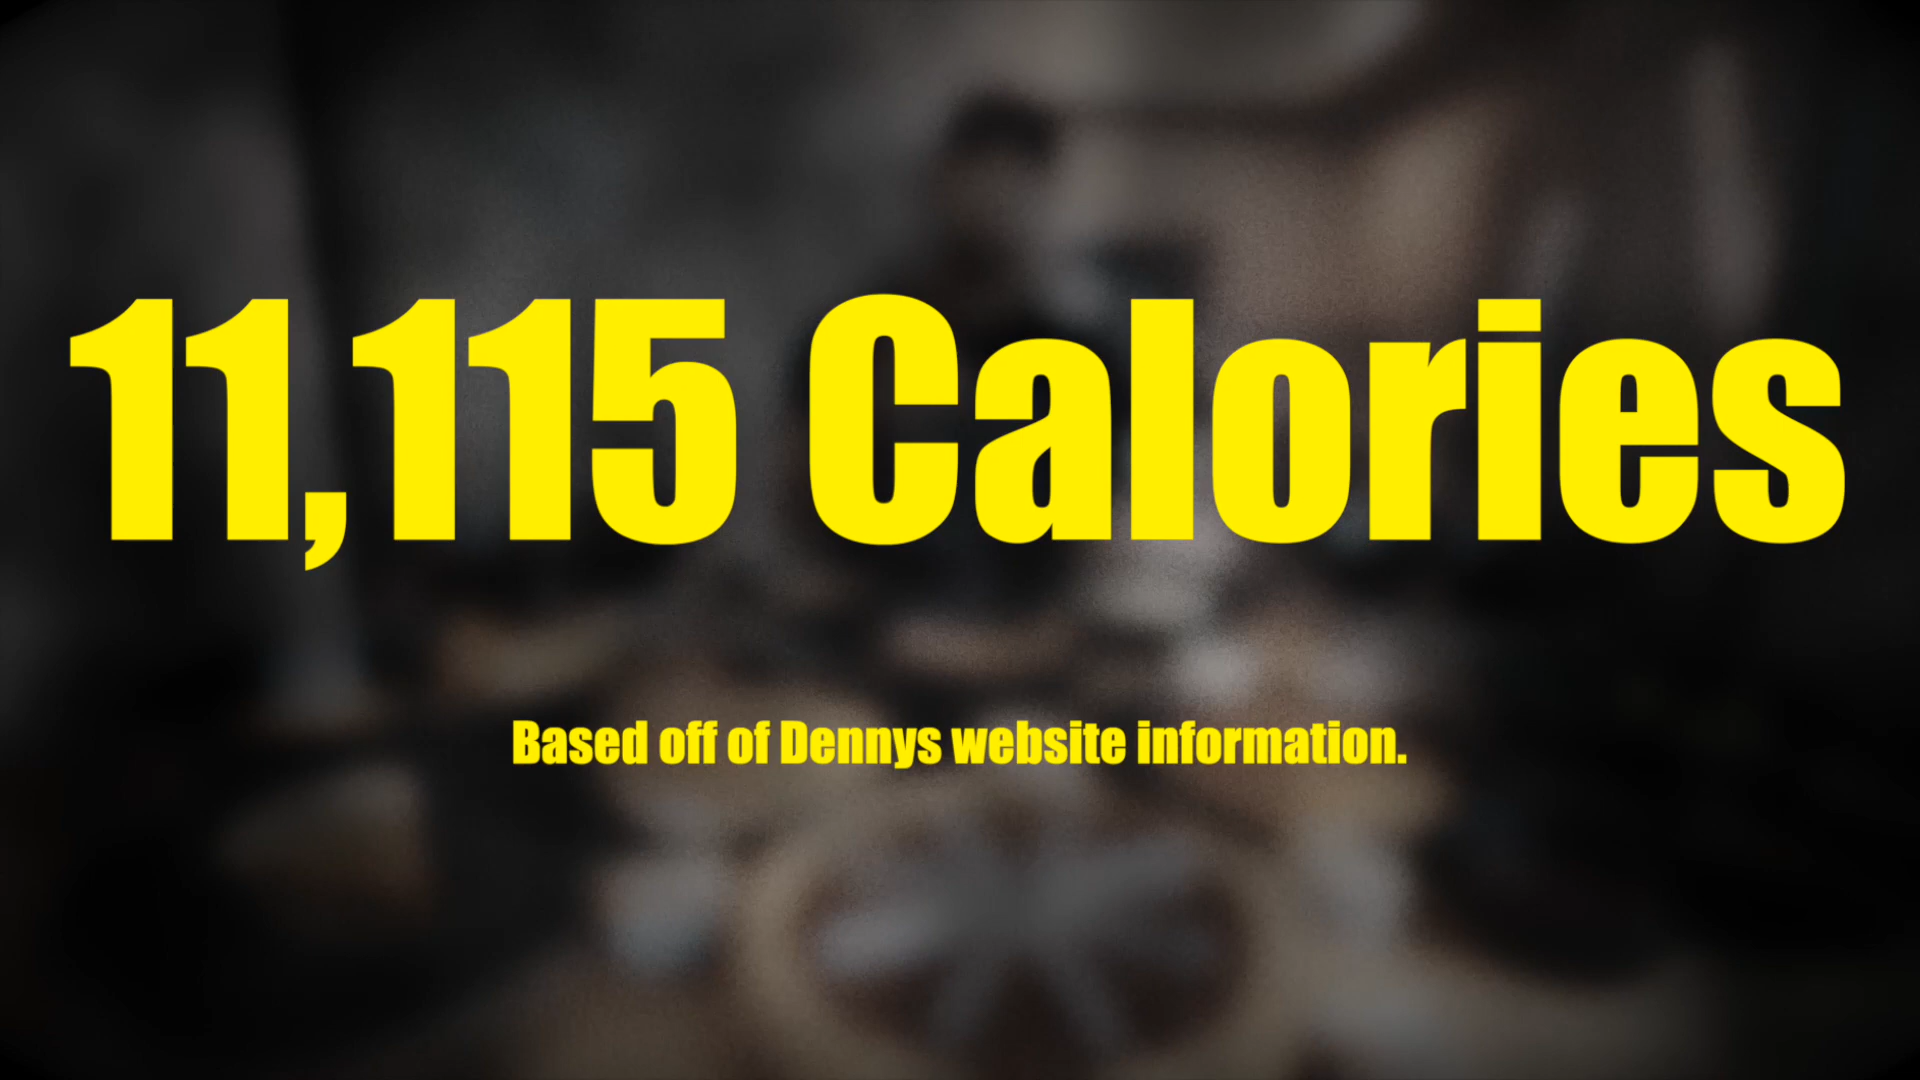 11,115 Calories
Based off of Dennys website information.